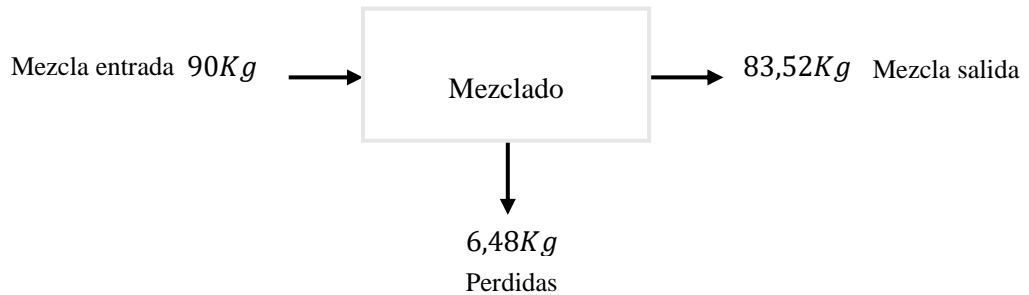 Mezcla entrada 90Kg
Mezclado
83,52Kg Mezcla salida
6,48Kg
Perdidas